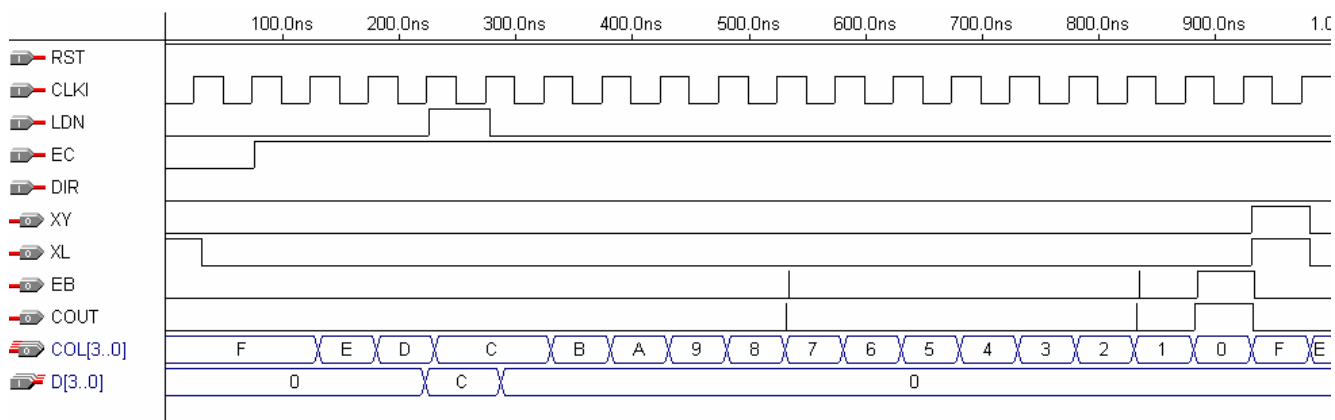 100.0ns 200.0ns 300.0ns 400.0ns 500.0ns 600.0ns 700.0ns 800.0ns 900.0ns 1.0
RST
CLKI
LDN
EC
DIR
XY
XL
EB
COUT
COL[3..0] F E D C B A 9 8 7 6 5 4 3 2 1 0 F E
D[3..0] 0 C 0